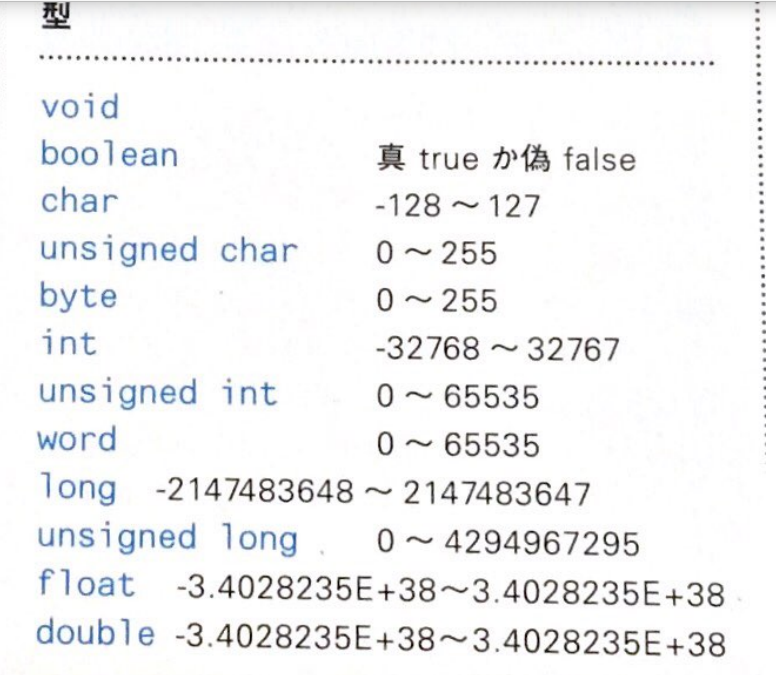 型
void
boolean 真 true か偽 false
char -128 ～ 127
unsigned char 0 ～ 255
byte 0 ～ 255
int -32768 ～ 32767
unsigned int 0 ～ 65535
word 0 ～ 65535
long -2147483648 ～ 2147483647
unsigned long 0 ～ 4294967295
float -3.4028235E+38～3.4028235E+38
double -3.4028235E+38～3.4028235E+38